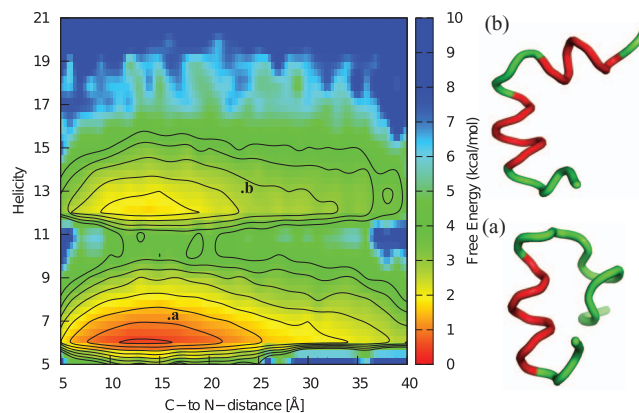 21
19
17
15
13
11
9
7
5
Helicity
.b
.a
5 10 15 20 25 30 35 40
C−to N−distance [Å]
10
9
8
7
6
5
4
3
2
1
0
Free Energy (kcal/mol)
(b)
(a)